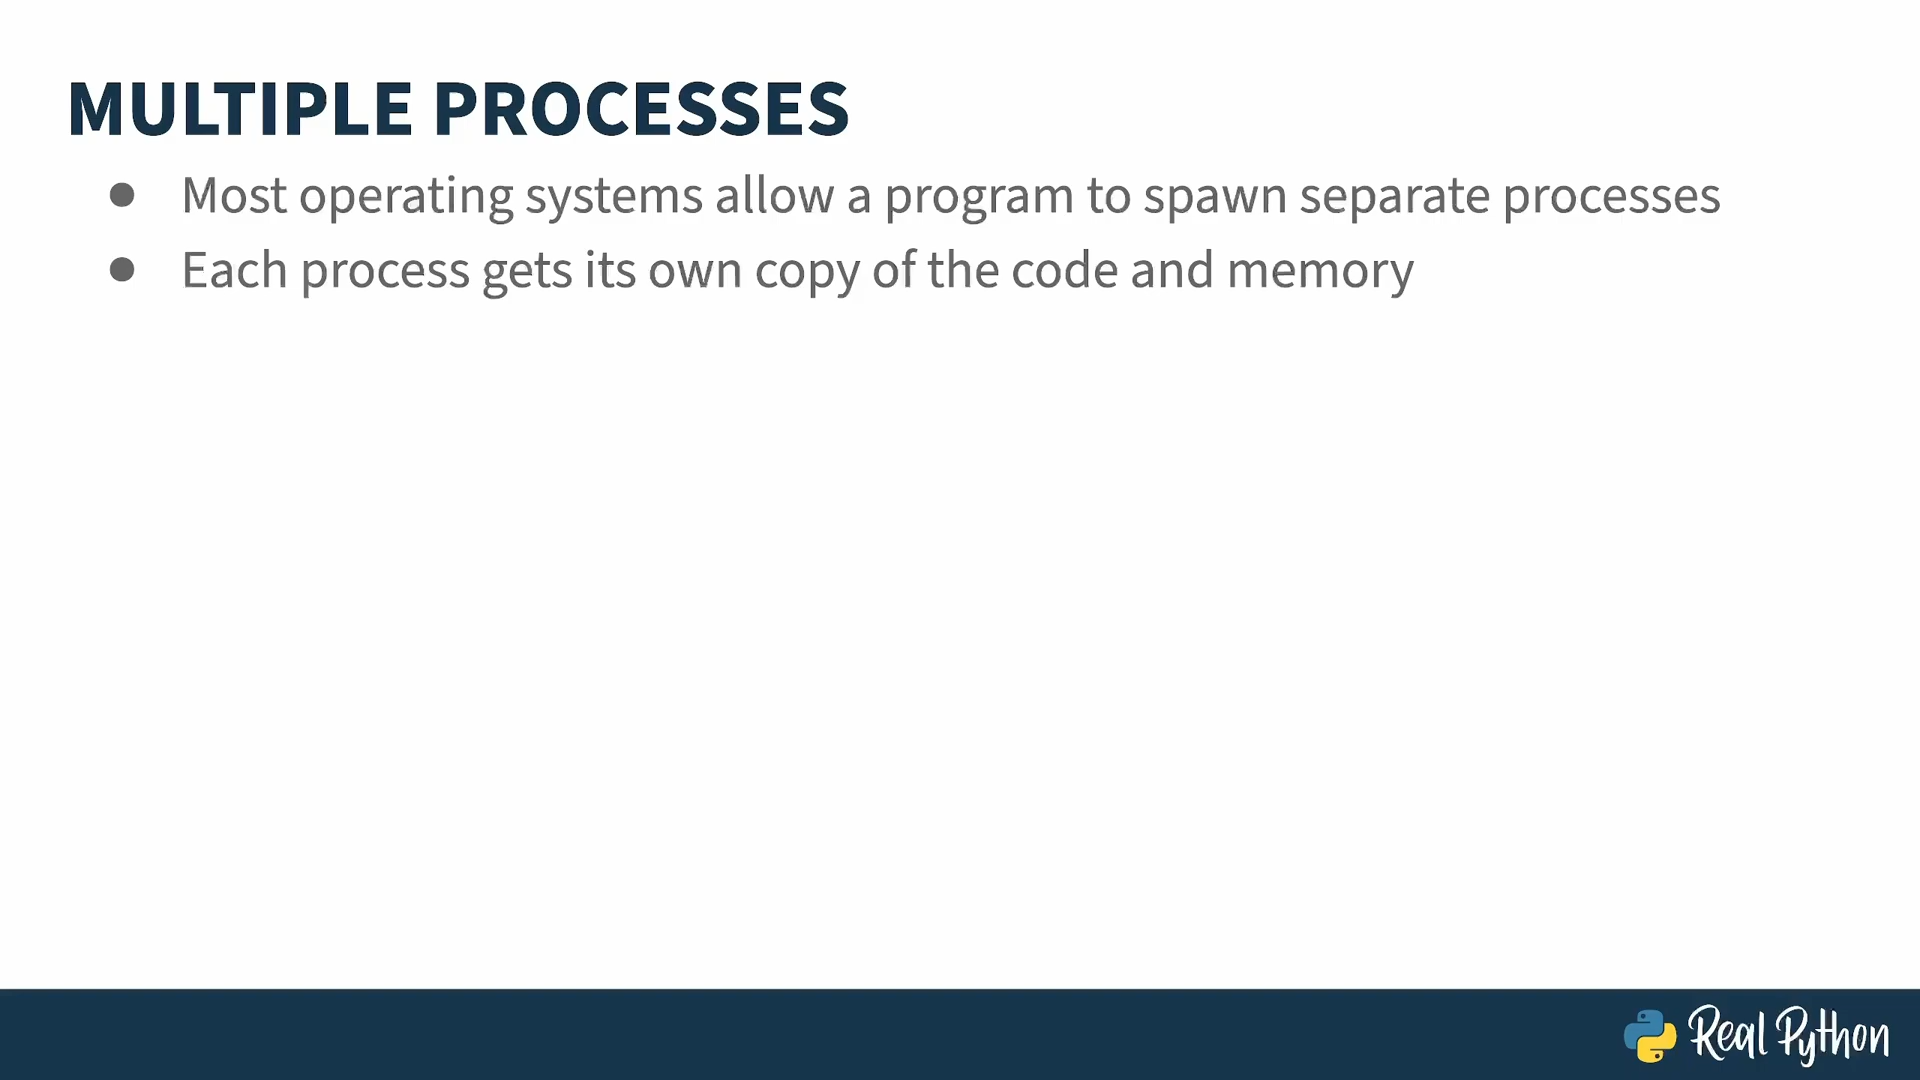 MULTIPLE PROCESSES
● Most operating systems allow a program to spawn separate processes
● Each process gets its own copy of the code and memory
Real Python